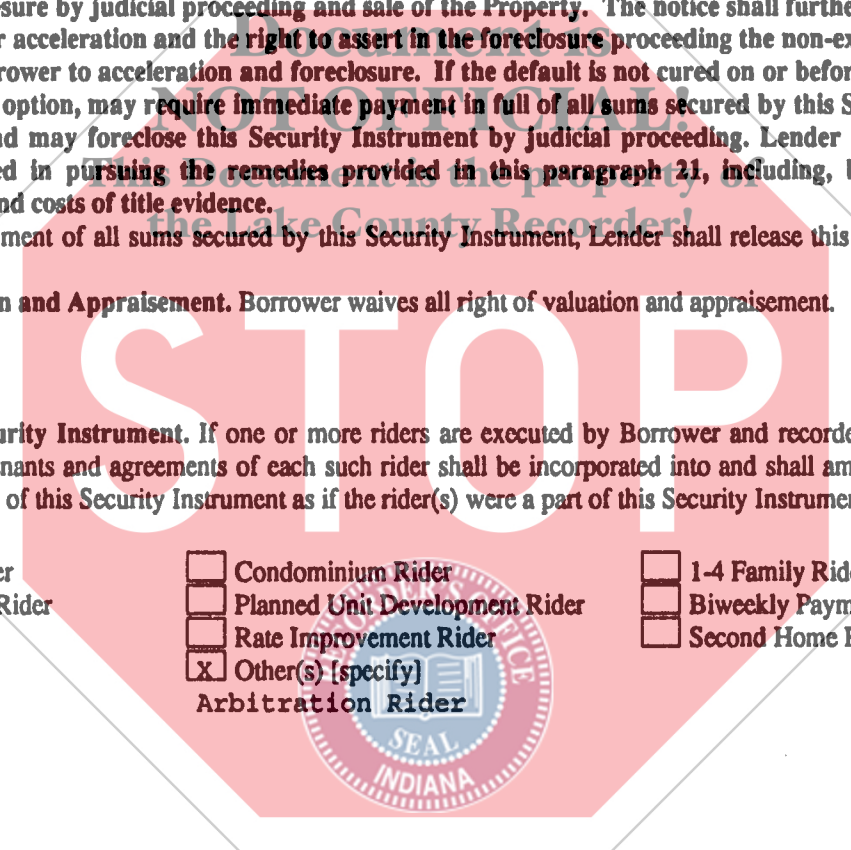 sure by judicial proceeding and sale of the Property. The notice shall furthe
r acceleration and the right to assert in the foreclosure proceeding the non-ex
rower to acceleration and foreclosure. If the default is not cured on or befor
option, may require immediate payment in full of all sums secured by this S
nd may foreclose this Security Instrument by judicial proceeding. Lender
ed in pursuing the remedies provided in this paragraph 21, including, b
nd costs of title evidence.
ment of all sums secured by this Security Instrument, Lender shall release this
Document is
NOT OFFICIAL!
This Document is the property of
the Lake County Recorder!
n and Appraisement. Borrower waives all right of valuation and appraisement.
STOP
urity Instrument. If one or more riders are executed by Borrower and recorde
nants and agreements of each such rider shall be incorporated into and shall am
of this Security Instrument as if the rider(s) were a part of this Security Instrumen
er Condominium Rider 1-4 Family Ride
Rider Planned Unit Development Rider Biweekly Paym
Rate Improvement Rider Second Home R
X Other(s) [specify]
Arbitration Rider
RECORDER'S OFFICE
SEAL
INDIANA